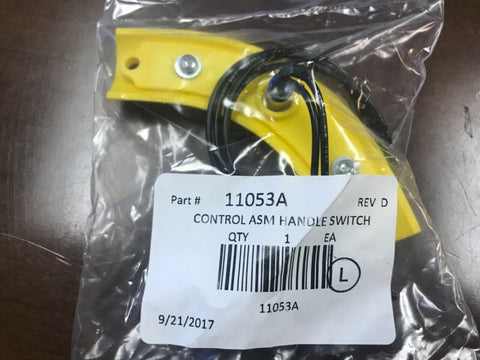 Part # 11053A REV D
CONTROL ASM HANDLE SWITCH
QTY 1 EA
L
11053A
9/21/2017